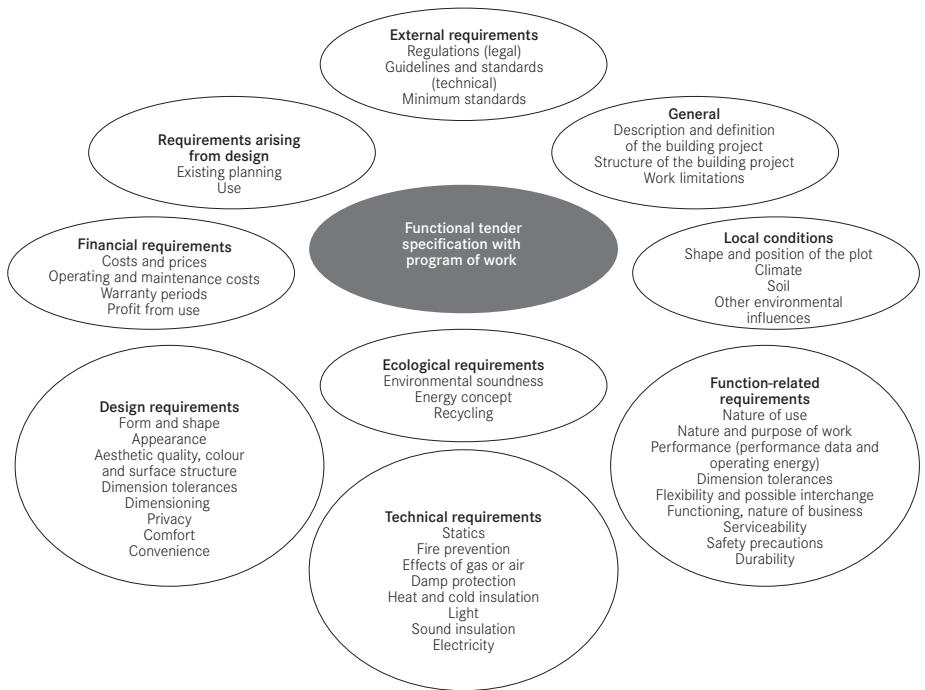 External requirements
Regulations (legal)
Guidelines and standards
(technical)
Minimum standards
Requirements arising
from design
Existing planning
Use
General
Description and definition
of the building project
Structure of the building project
Work limitations
Functional tender
specification with
program of work
Financial requirements
Costs and prices
Operating and maintenance costs
Warranty periods
Profit from use
Local conditions
Shape and position of the plot
Climate
Soil
Other environmental
influences
Ecological requirements
Environmental soundness
Energy concept
Recycling
Design requirements
Form and shape
Appearance
Aesthetic quality, colour
and surface structure
Dimension tolerances
Dimensioning
Privacy
Comfort
Convenience
Function-related
requirements
Nature of use
Nature and purpose of work
Performance (performance data and
operating energy)
Dimension tolerances
Flexibility and possible interchange
Functioning, nature of business
Serviceability
Safety precautions
Durability
Technical requirements
Statics
Fire prevention
Effects of gas or air
Damp protection
Heat and cold insulation
Light
Sound insulation
Electricity